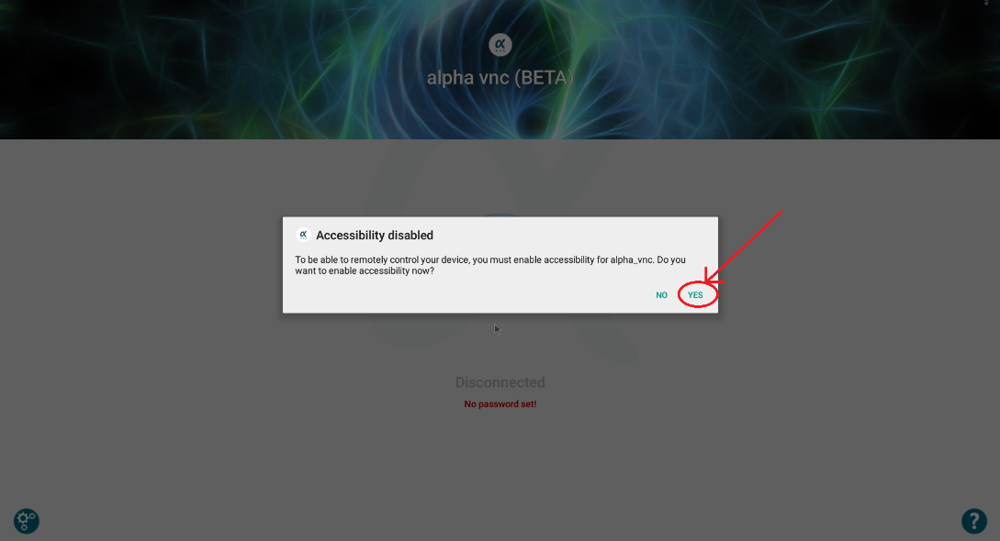 alpha vnc (BETA)
Accessibility disabled
To be able to remotely control your device, you must enable accessibility for alpha_vnc. Do you
want to enable accessibility now?
NO YES
Disconnected
No password set!
?